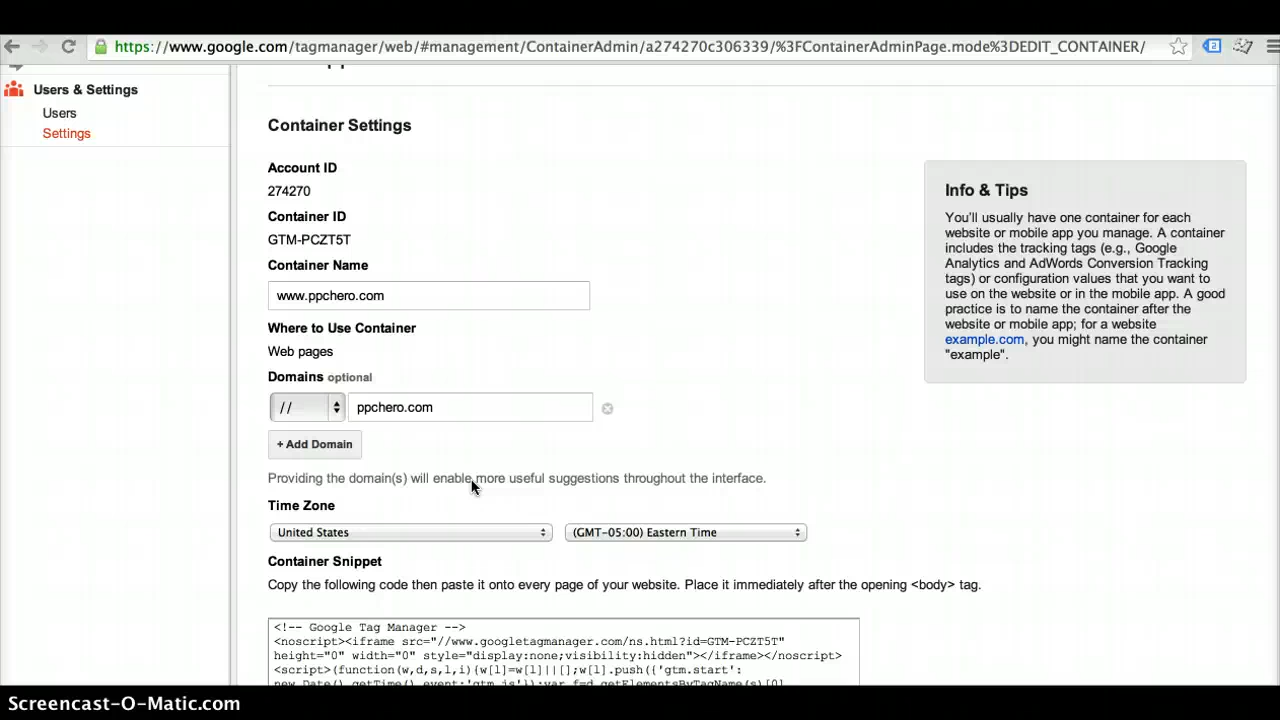 https://www.google.com/tagmanager/web/#management/ContainerAdmin/a274270c306339/%3FContainerAdminPage.mode%3DEDIT_CONTAINER/
Users & Settings
Users
Settings
Container Settings
Account ID
274270
Container ID
GTM-PCZT5T
Container Name
www.ppchero.com
Where to Use Container
Web pages
Domains optional
// ppchero.com
+ Add Domain
Providing the domain(s) will enable more useful suggestions throughout the interface.
Time Zone
United States (GMT-05:00) Eastern Time
Container Snippet
Copy the following code then paste it onto every page of your website. Place it immediately after the opening <body> tag.
<!-- Google Tag Manager -->
<noscript><iframe src="//www.googletagmanager.com/ns.html?id=GTM-PCZT5T"
height="0" width="0" style="display:none;visibility:hidden"></iframe></noscript>
<script>(function(w,d,s,l,i){w[l]=w[l]||[];w[l].push({'gtm.start':
new Date().getTime(),event:'gtm.js'});var f=d.getElementsByTagName(s)[0]
Info & Tips
You'll usually have one container for each
website or mobile app you manage. A container
includes the tracking tags (e.g., Google
Analytics and AdWords Conversion Tracking
tags) or configuration values that you want to
use on the website or in the mobile app. A good
practice is to name the container after the
website or mobile app; for a website
example.com, you might name the container
"example".
Screencast-O-Matic.com